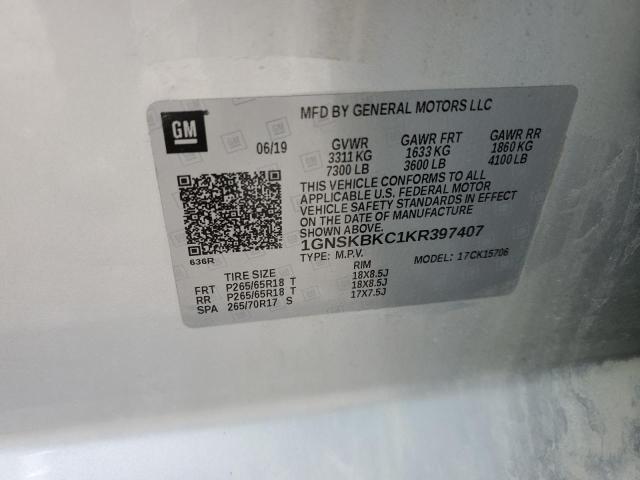 GM
MFD BY GENERAL MOTORS LLC
06/19 GVWR GAWR FRT GAWR RR
3311 KG 1633 KG 1860 KG
7300 LB 3600 LB 4100 LB
THIS VEHICLE CONFORMS TO ALL
APPLICABLE U.S. FEDERAL MOTOR
VEHICLE SAFETY STANDARDS IN EFFECT
ON THE DATE OF MANUFACTURE
SHOWN ABOVE.
1GNSKBKC1KR397407
TYPE: M.P.V. MODEL: 17CK15706
636R
TIRE SIZE RIM
FRT P265/65R18 T 18X8.5J
RR P265/65R18 T 18X8.5J
SPA 265/70R17 S 17X7.5J